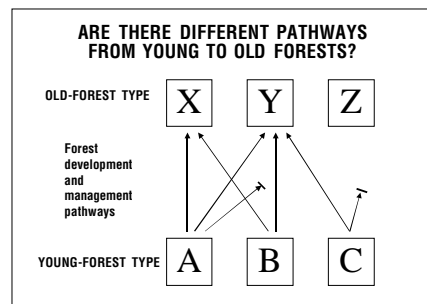 ARE THERE DIFFERENT PATHWAYS
FROM YOUNG TO OLD FORESTS?
OLD-FOREST TYPE
X Y Z
Forest
development
and
management
pathways
YOUNG-FOREST TYPE
A B C